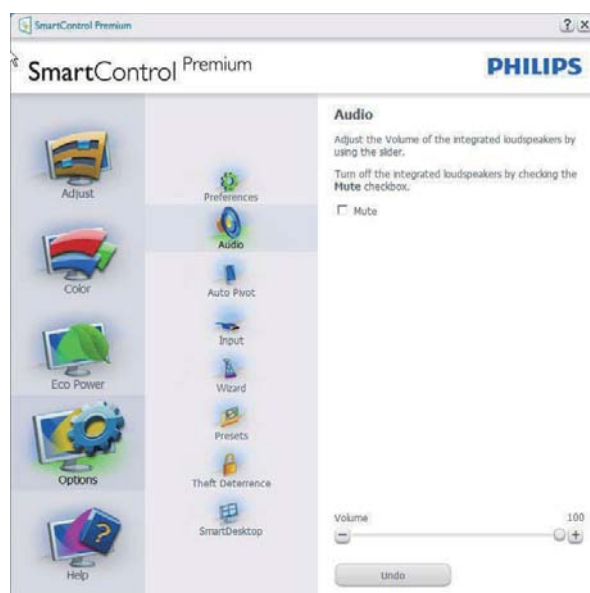 SmartControl Premium
SmartControl Premium
PHILIPS
Adjust
Color
Eco Power
Options
Help
Preferences
Audio
Auto Pivot
Input
Wizard
Presets
Theft Deterrence
SmartDesktop
Audio
Adjust the Volume of the integrated loudspeakers by
using the slider.
Turn off the integrated loudspeakers by checking the
Mute checkbox.
Mute
Volume 100
Undo